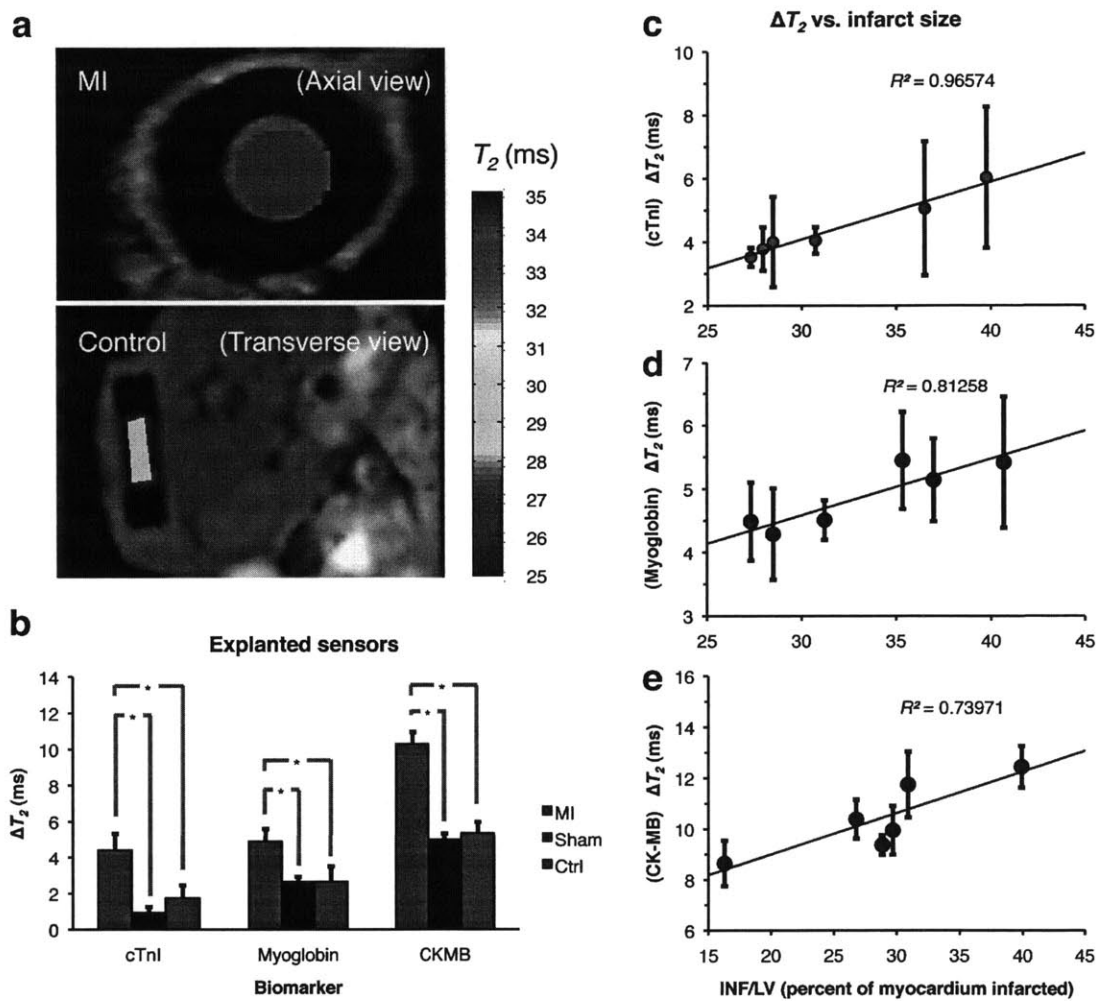 a
MI (Axial view)
Control (Transverse view)
T2 (ms)
35
34
33
32
31
30
29
28
27
26
25
b
Explanted sensors
ΔT2 (ms)
14
12
10
8
6
4
2
0
* * * * * *
cTnI Myoglobin CKMB
Biomarker
MI
Sham
Ctrl
ΔT2 vs. infarct size
c
(cTnI) ΔT2 (ms)
10
8
6
4
2
R² = 0.96574
25 30 35 40 45
d
(Myoglobin) ΔT2 (ms)
7
6
5
4
3
R² = 0.81258
25 30 35 40 45
e
(CK-MB) ΔT2 (ms)
16
14
12
10
8
6
R² = 0.73971
15 20 25 30 35 40 45
INF/LV (percent of myocardium infarcted)